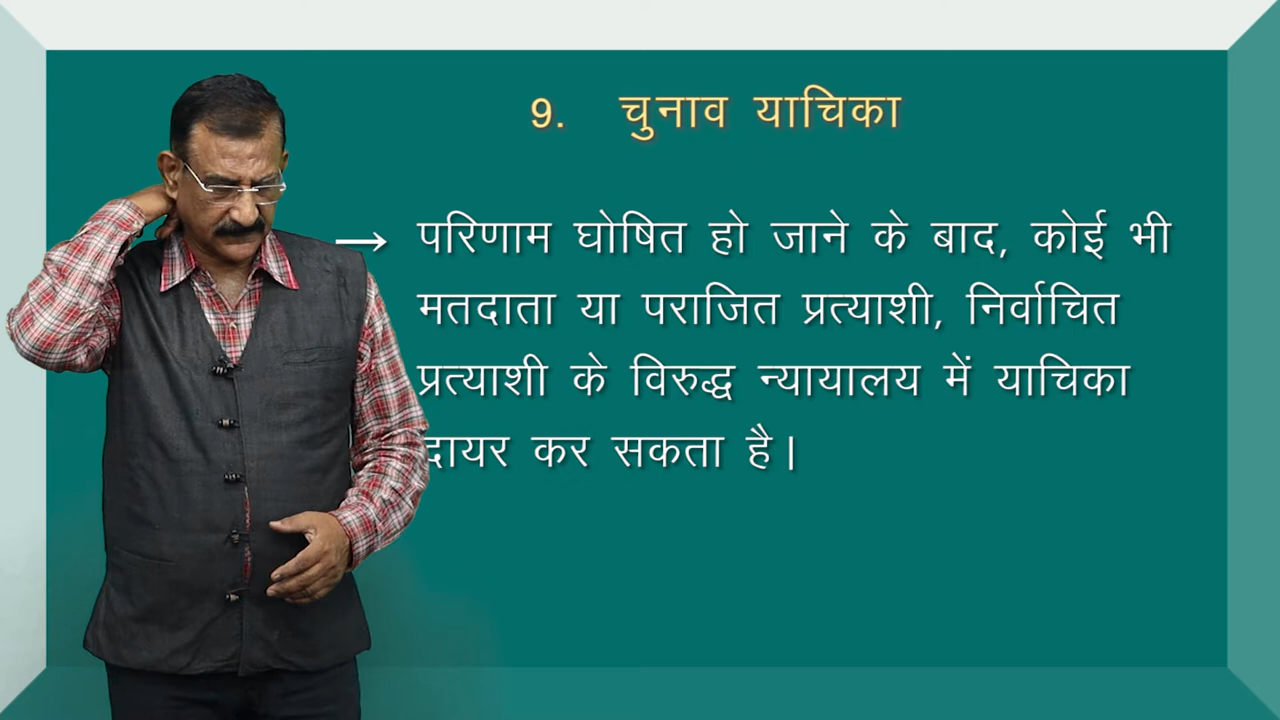 9. चुनाव याचिका
→ परिणाम घोषित हो जाने के बाद, कोई भी
मतदाता या पराजित प्रत्याशी, निर्वाचित
प्रत्याशी के विरुद्ध न्यायालय में याचिका
दायर कर सकता है।